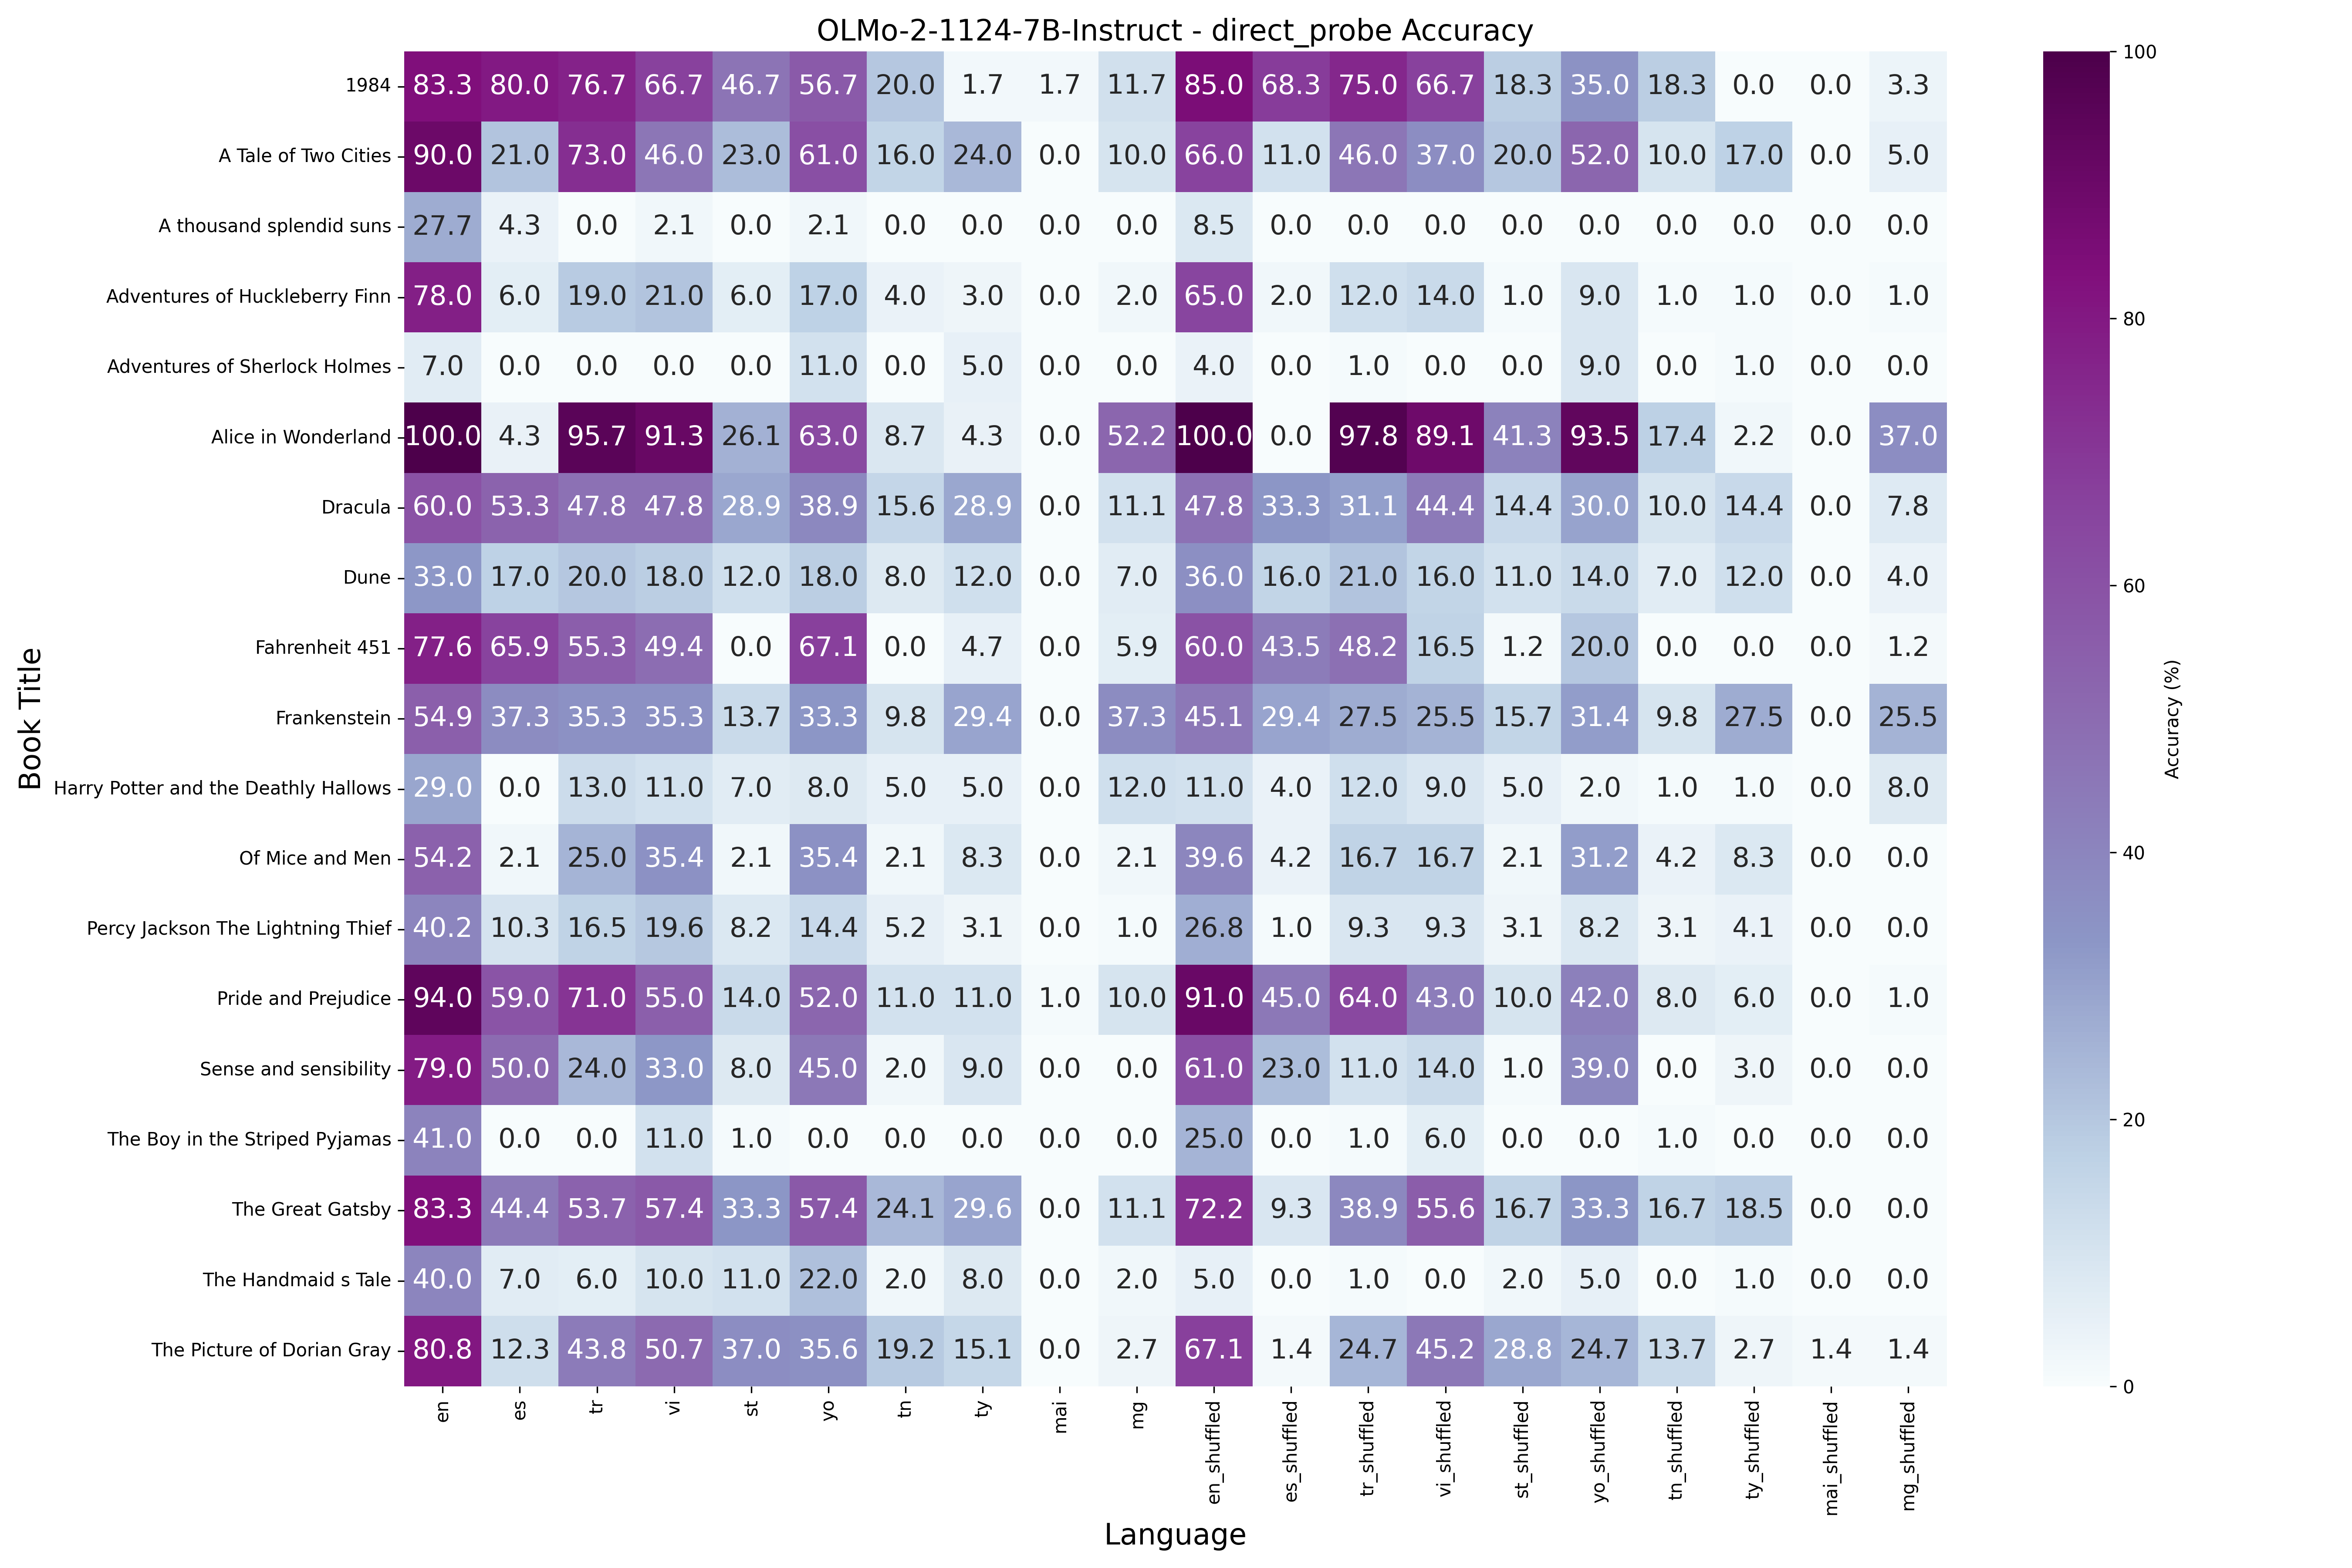 OLMo-2-1124-7B-Instruct - direct_probe Accuracy
1984 83.3 80.0 76.7 66.7 46.7 56.7 20.0 1.7 1.7 11.7 85.0 68.3 75.0 66.7 18.3 35.0 18.3 0.0 0.0 3.3
A Tale of Two Cities 90.0 21.0 73.0 46.0 23.0 61.0 16.0 24.0 0.0 10.0 66.0 11.0 46.0 37.0 20.0 52.0 10.0 17.0 0.0 5.0
A thousand splendid suns 27.7 4.3 0.0 2.1 0.0 2.1 0.0 0.0 0.0 0.0 8.5 0.0 0.0 0.0 0.0 0.0 0.0 0.0 0.0 0.0
Adventures of Huckleberry Finn 78.0 6.0 19.0 21.0 6.0 17.0 4.0 3.0 0.0 2.0 65.0 2.0 12.0 14.0 1.0 9.0 1.0 1.0 0.0 1.0
Adventures of Sherlock Holmes 7.0 0.0 0.0 0.0 0.0 11.0 0.0 5.0 0.0 0.0 4.0 0.0 1.0 0.0 0.0 9.0 0.0 1.0 0.0 0.0
Alice in Wonderland 100.0 4.3 95.7 91.3 26.1 63.0 8.7 4.3 0.0 52.2 100.0 0.0 97.8 89.1 41.3 93.5 17.4 2.2 0.0 37.0
Dracula 60.0 53.3 47.8 47.8 28.9 38.9 15.6 28.9 0.0 11.1 47.8 33.3 31.1 44.4 14.4 30.0 10.0 14.4 0.0 7.8
Dune 33.0 17.0 20.0 18.0 12.0 18.0 8.0 12.0 0.0 7.0 36.0 16.0 21.0 16.0 11.0 14.0 7.0 12.0 0.0 4.0
Fahrenheit 451 77.6 65.9 55.3 49.4 0.0 67.1 0.0 4.7 0.0 5.9 60.0 43.5 48.2 16.5 1.2 20.0 0.0 0.0 0.0 1.2
Frankenstein 54.9 37.3 35.3 35.3 13.7 33.3 9.8 29.4 0.0 37.3 45.1 29.4 27.5 25.5 15.7 31.4 9.8 27.5 0.0 25.5
Harry Potter and the Deathly Hallows 29.0 0.0 13.0 11.0 7.0 8.0 5.0 5.0 0.0 12.0 11.0 4.0 12.0 9.0 5.0 2.0 1.0 1.0 0.0 8.0
Of Mice and Men 54.2 2.1 25.0 35.4 2.1 35.4 2.1 8.3 0.0 2.1 39.6 4.2 16.7 16.7 2.1 31.2 4.2 8.3 0.0 0.0
Percy Jackson The Lightning Thief 40.2 10.3 16.5 19.6 8.2 14.4 5.2 3.1 0.0 1.0 26.8 1.0 9.3 9.3 3.1 8.2 3.1 4.1 0.0 0.0
Pride and Prejudice 94.0 59.0 71.0 55.0 14.0 52.0 11.0 11.0 1.0 10.0 91.0 45.0 64.0 43.0 10.0 42.0 8.0 6.0 0.0 1.0
Sense and sensibility 79.0 50.0 24.0 33.0 8.0 45.0 2.0 9.0 0.0 0.0 61.0 23.0 11.0 14.0 1.0 39.0 0.0 3.0 0.0 0.0
The Boy in the Striped Pyjamas 41.0 0.0 0.0 11.0 1.0 0.0 0.0 0.0 0.0 0.0 25.0 0.0 1.0 6.0 0.0 0.0 1.0 0.0 0.0 0.0
The Great Gatsby 83.3 44.4 53.7 57.4 33.3 57.4 24.1 29.6 0.0 11.1 72.2 9.3 38.9 55.6 16.7 33.3 16.7 18.5 0.0 0.0
The Handmaid s Tale 40.0 7.0 6.0 10.0 11.0 22.0 2.0 8.0 0.0 2.0 5.0 0.0 1.0 0.0 2.0 5.0 0.0 1.0 0.0 0.0
The Picture of Dorian Gray 80.8 12.3 43.8 50.7 37.0 35.6 19.2 15.1 0.0 2.7 67.1 1.4 24.7 45.2 28.8 24.7 13.7 2.7 1.4 1.4
en es tr vi st yo tn ty mai mg en_shuffled es_shuffled tr_shuffled vi_shuffled st_shuffled yo_shuffled tn_shuffled ty_shuffled mai_shuffled mg_shuffled
Language
Book Title
100
80
60
40
20
0
Accuracy (%)